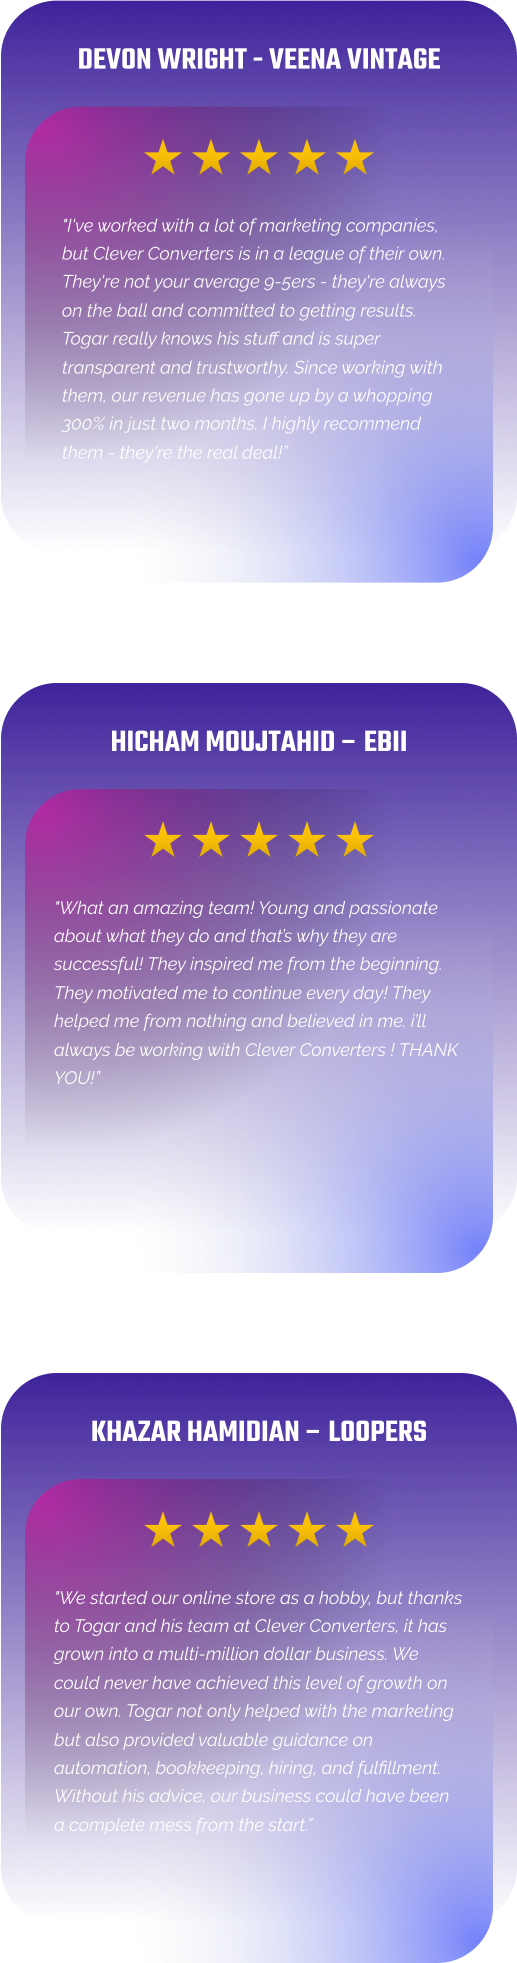 DEVON WRIGHT - VEENA VINTAGE
"I've worked with a lot of marketing companies,
but Clever Converters is in a league of their own.
They're not your average 9-5ers - they're always
on the ball and committed to getting results.
Togar really knows his stuff and is super
transparent and trustworthy. Since working with
them, our revenue has gone up by a whopping
300% in just two months. I highly recommend
them - they're the real deal!”
HICHAM MOUJTAHID – EBII
"What an amazing team! Young and passionate
about what they do and that’s why they are
successful! They inspired me from the beginning.
They motivated me to continue every day! They
helped me from nothing and believed in me. i’ll
always be working with Clever Converters ! THANK
YOU!”
KHAZAR HAMIDIAN – LOOPERS
"We started our online store as a hobby, but thanks
to Togar and his team at Clever Converters, it has
grown into a multi-million dollar business. We
could never have achieved this level of growth on
our own. Togar not only helped with the marketing
but also provided valuable guidance on
automation, bookkeeping, hiring, and fulfillment.
Without his advice, our business could have been
a complete mess from the start.”